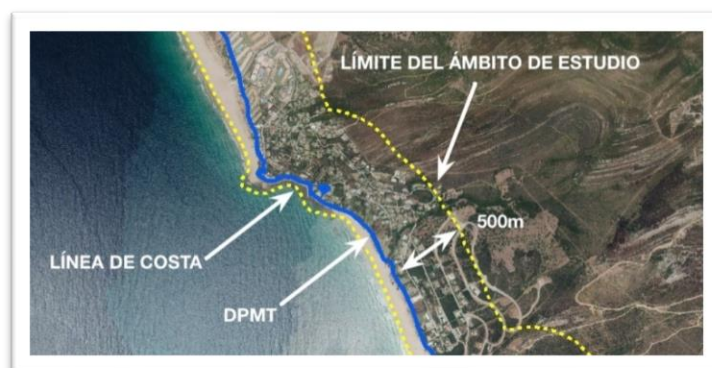 LÍMITE DEL ÁMBITO DE ESTUDIO
500m
LÍNEA DE COSTA
DPMT